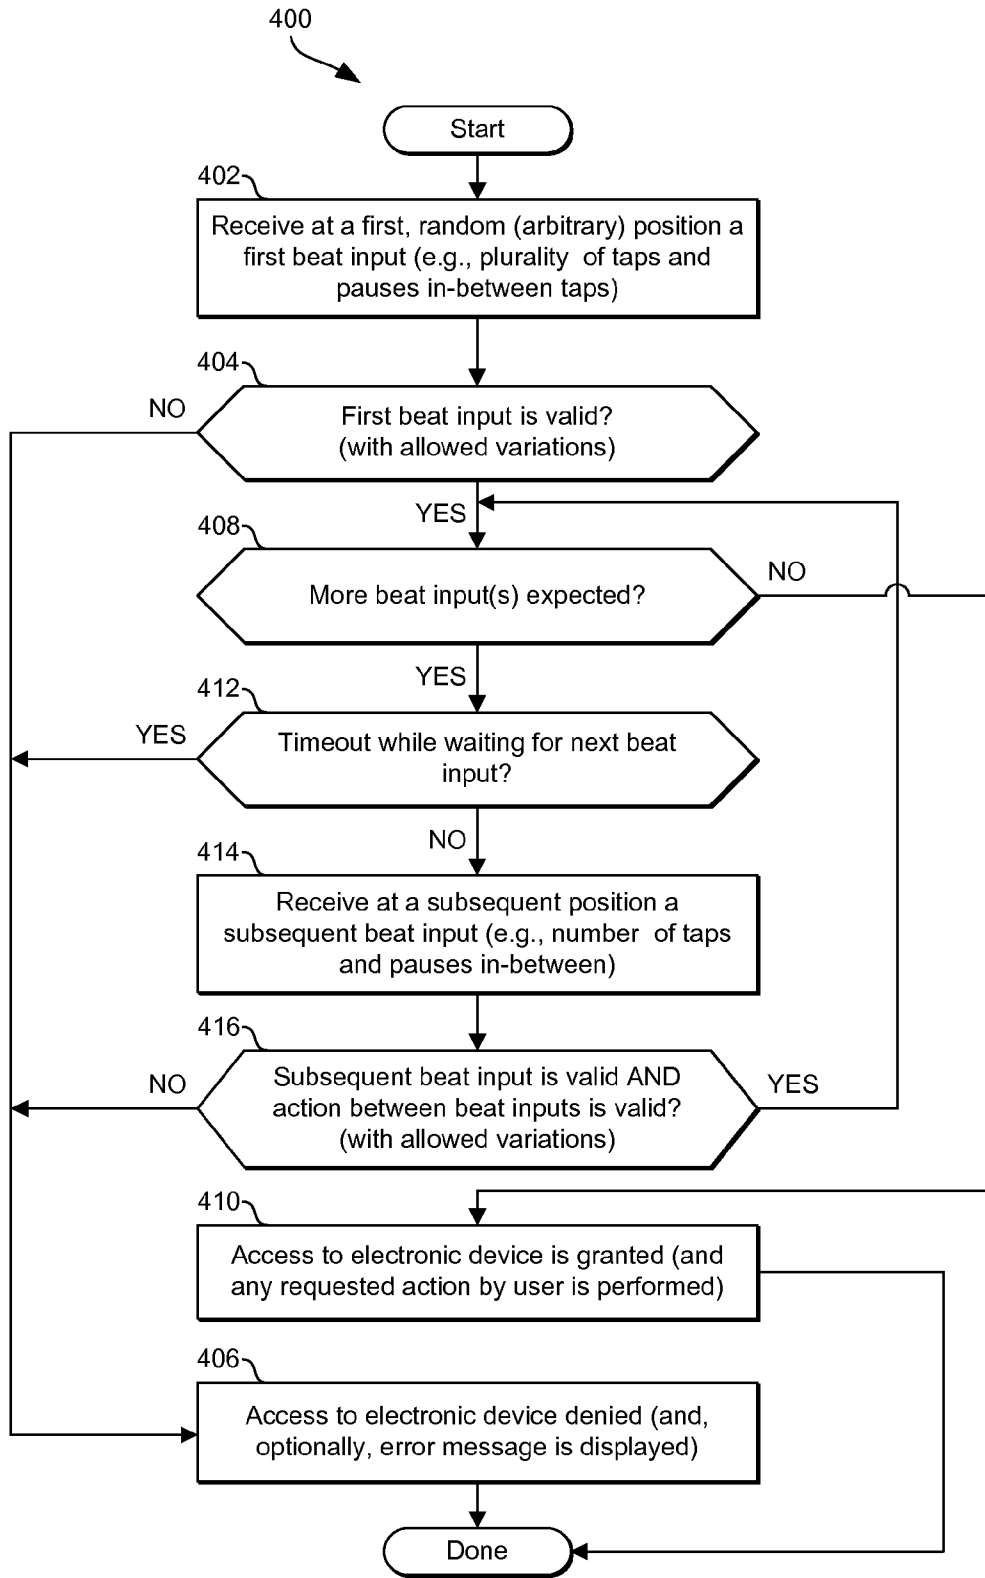 400
Start
402
Receive at a first, random (arbitrary) position a
first beat input (e.g., plurality of taps and
pauses in-between taps)
404
NO
First beat input is valid?
(with allowed variations)
YES
408
NO
More beat input(s) expected?
YES
412
YES
Timeout while waiting for next beat
input?
NO
414
Receive at a subsequent position a
subsequent beat input (e.g., number of taps
and pauses in-between)
416
NO
Subsequent beat input is valid AND
action between beat inputs is valid?
(with allowed variations)
YES
410
Access to electronic device is granted (and
any requested action by user is performed)
406
Access to electronic device denied (and,
optionally, error message is displayed)
Done